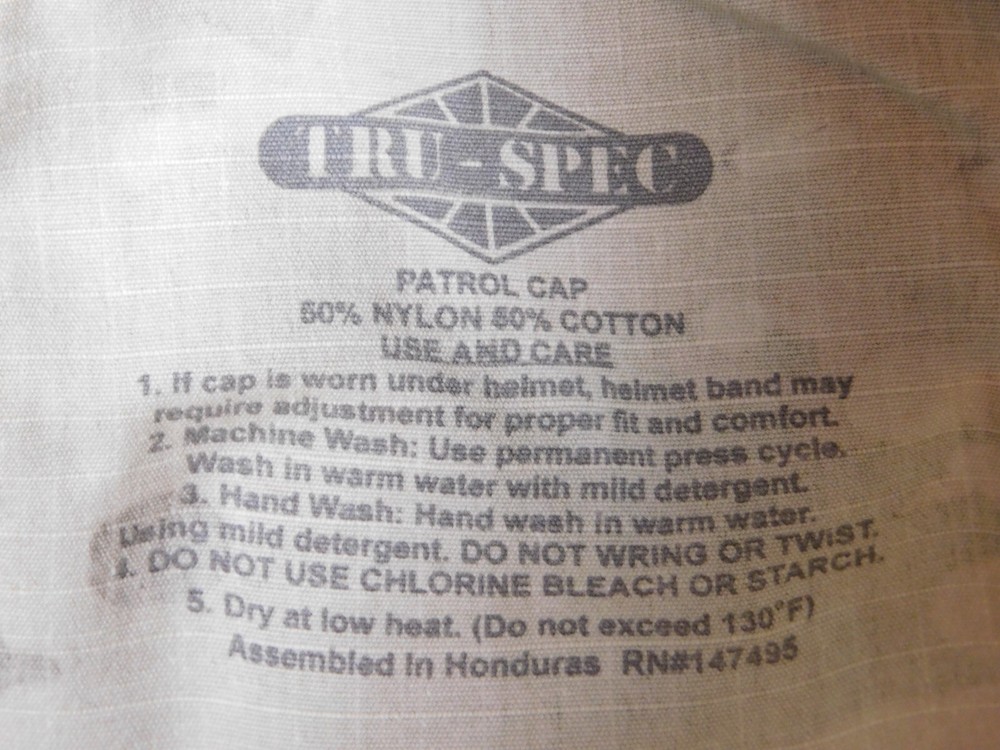 TRU-SPEC
PATROL CAP
50% NYLON 50% COTTON
USE AND CARE
1. If cap is worn under helmet, helmet band may
require adjustment for proper fit and comfort.
2. Machine Wash: Use permanent press cycle.
Wash in warm water with mild detergent.
3. Hand Wash: Hand wash in warm water.
Using mild detergent. DO NOT WRING OR TWIST.
4. DO NOT USE CHLORINE BLEACH OR STARCH.
5. Dry at low heat. (Do not exceed 130°F)
Assembled In Honduras RN#147495